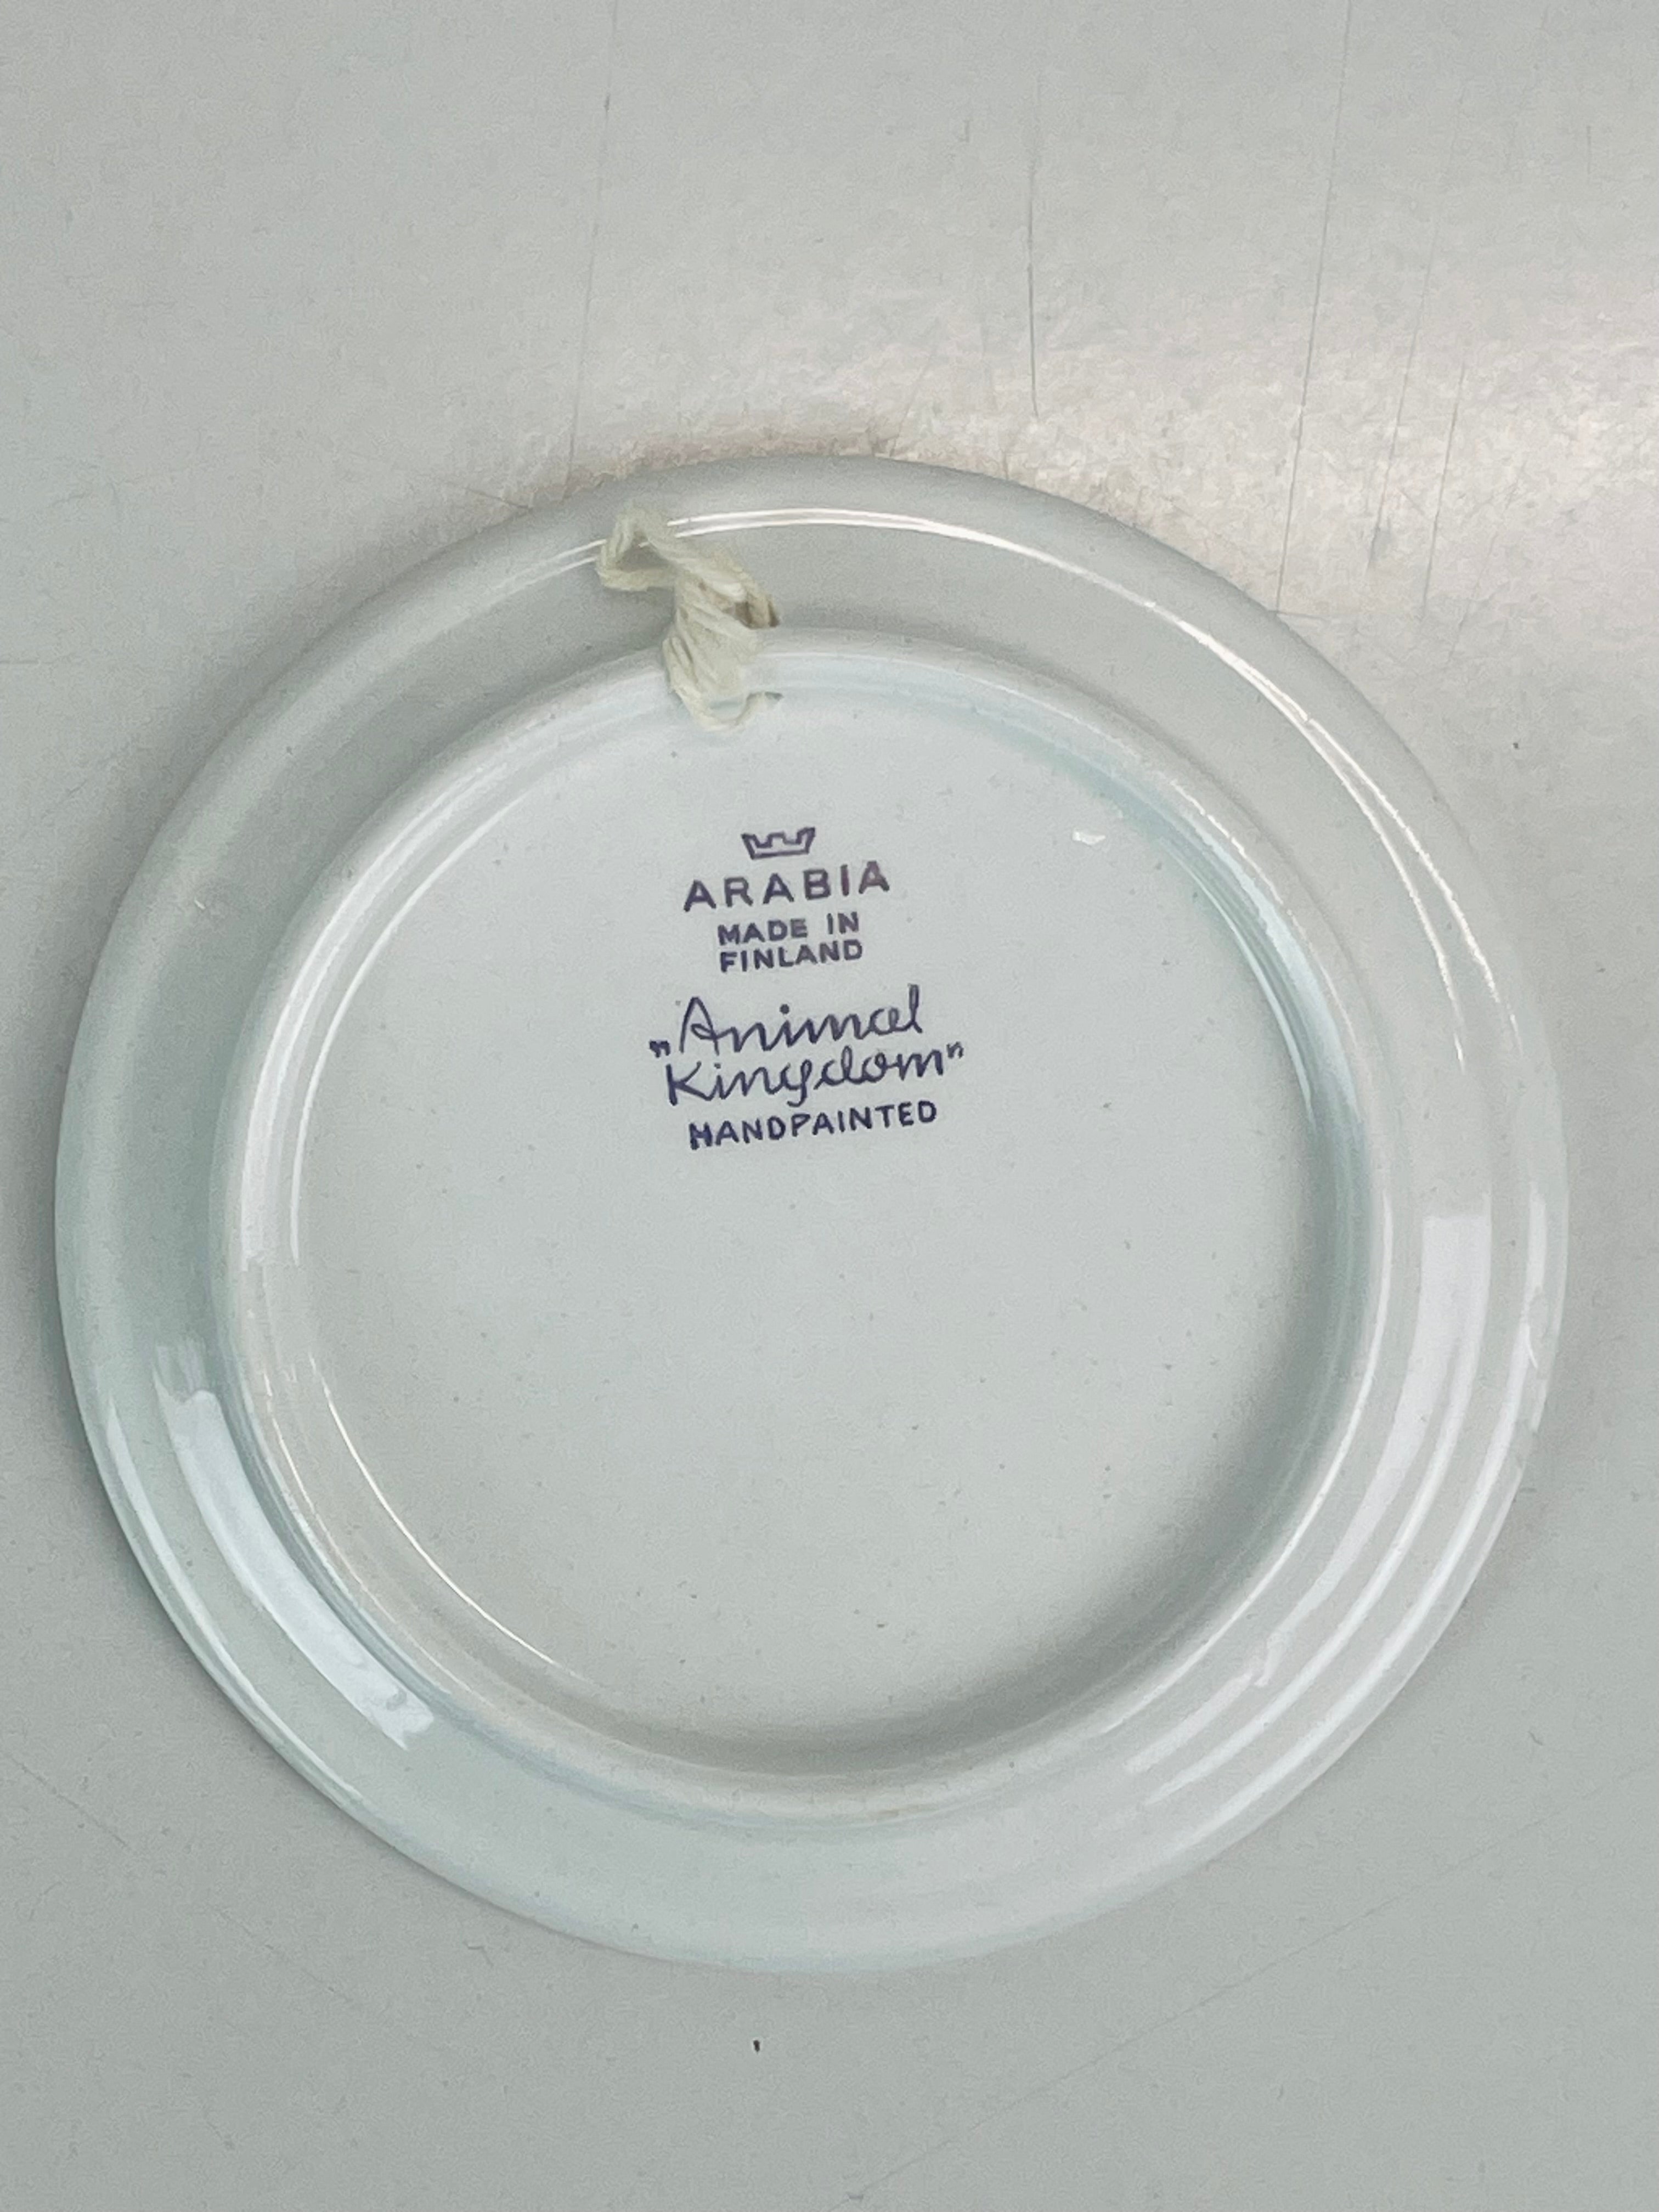 ARABIA
MADE IN
FINLAND
„Animal
Kingdom”
HANDPAINTED